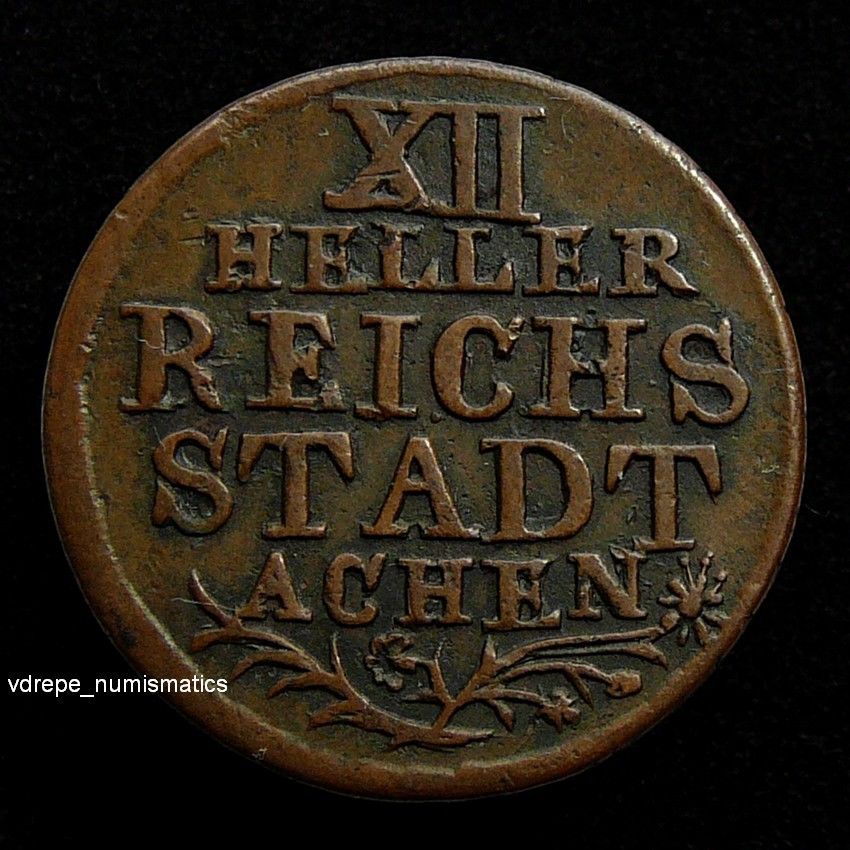 XII
HELLER
REICHS
STADT
ACHEN
vdrepe_numismatics